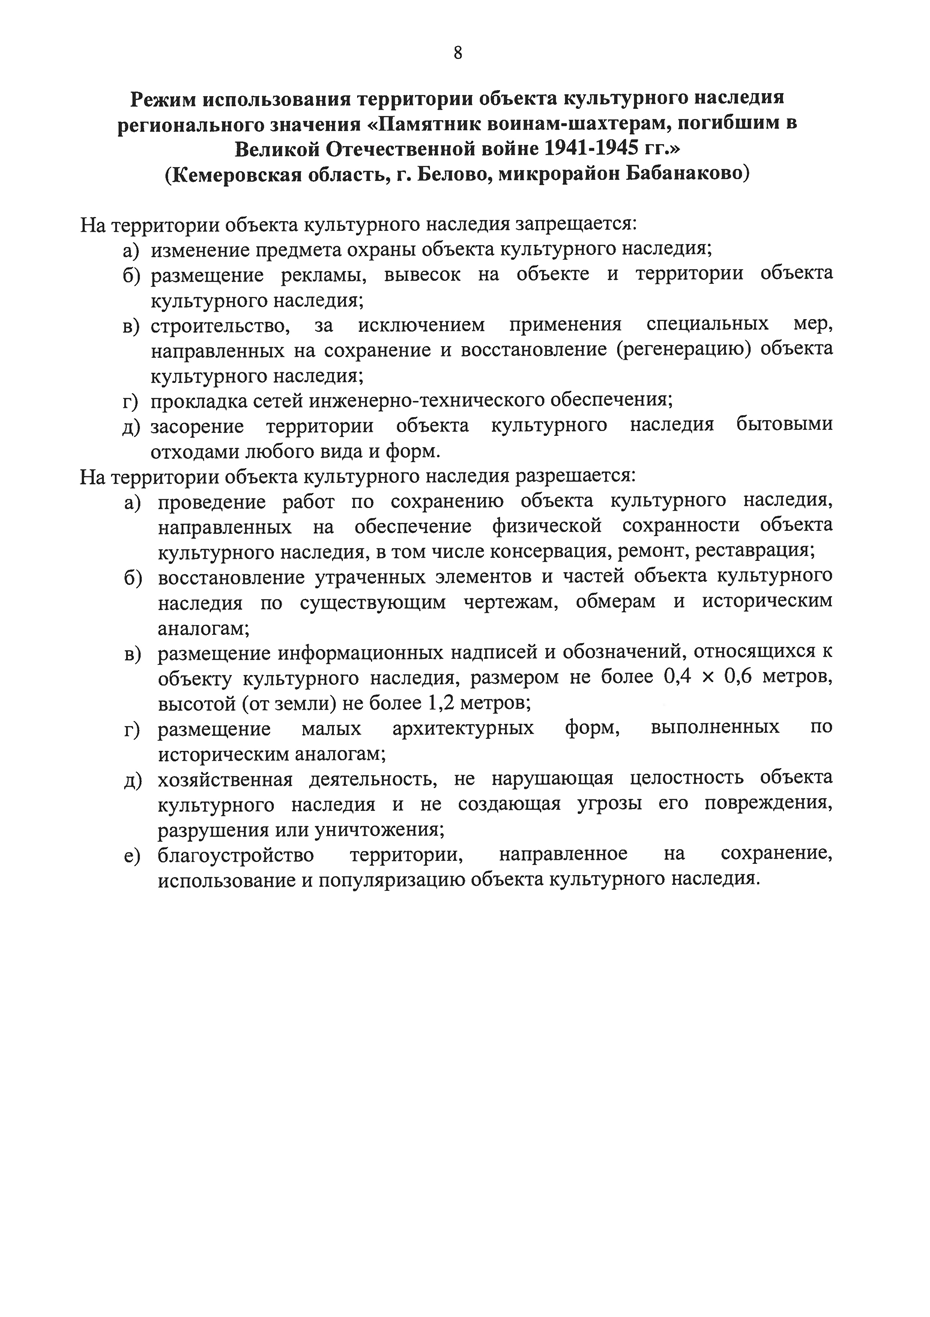 8
Режим использования территории объекта культурного наследия
регионального значения «Памятник воинам-шахтерам, погибшим в
Великой Отечественной войне 1941-1945 гг.»
(Кемеровская область, г. Белово, микрорайон Бабанаково)
На территории объекта культурного наследия запрещается:
а) изменение предмета охраны объекта культурного наследия;
б) размещение рекламы, вывесок на объекте и территории объекта
культурного наследия;
в) строительство, за исключением применения специальных мер,
направленных на сохранение и восстановление (регенерацию) объекта
культурного наследия;
г) прокладка сетей инженерно-технического обеспечения;
д) засорение территории объекта культурного наследия бытовыми
отходами любого вида и форм.
На территории объекта культурного наследия разрешается:
а) проведение работ по сохранению объекта культурного наследия,
направленных на обеспечение физической сохранности объекта
культурного наследия, в том числе консервация, ремонт, реставрация;
б) восстановление утраченных элементов и частей объекта культурного
наследия по существующим чертежам, обмерам и историческим
аналогам;
в) размещение информационных надписей и обозначений, относящихся к
объекту культурного наследия, размером не более 0,4 × 0,6 метров,
высотой (от земли) не более 1,2 метров;
г) размещение малых архитектурных форм, выполненных по
историческим аналогам;
д) хозяйственная деятельность, не нарушающая целостность объекта
культурного наследия и не создающая угрозы его повреждения,
разрушения или уничтожения;
е) благоустройство территории, направленное на сохранение,
использование и популяризацию объекта культурного наследия.